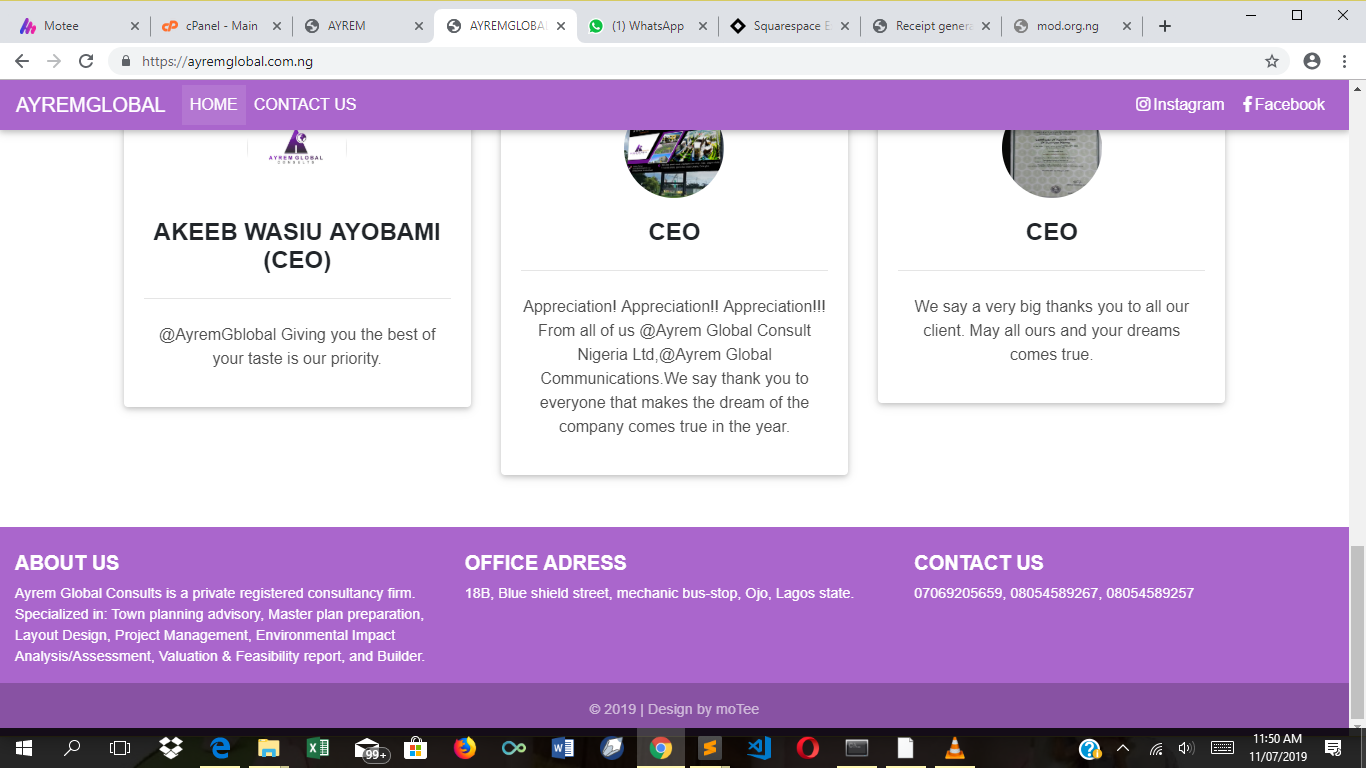 Motee
cPanel - Main
AYREM
AYREMGLOBA
(1) WhatsApp
Squarespace E
Receipt genera
mod.org.ng
https://ayremglobal.com.ng
AYREMGLOBAL
HOME
CONTACT US
Instagram
Facebook
AYREM GLOBAL
CONSULTS
AKEEB WASIU AYOBAMI
(CEO)
@AyremGblobal Giving you the best of
your taste is our priority.
CEO
Appreciation! Appreciation!! Appreciation!!!
From all of us @Ayrem Global Consult
Nigeria Ltd,@Ayrem Global
Communications.We say thank you to
everyone that makes the dream of the
company comes true in the year.
CEO
We say a very big thanks you to all our
client. May all ours and your dreams
comes true.
ABOUT US
Ayrem Global Consults is a private registered consultancy firm.
Specialized in: Town planning advisory, Master plan preparation,
Layout Design, Project Management, Environmental Impact
Analysis/Assessment, Valuation & Feasibility report, and Builder.
OFFICE ADRESS
18B, Blue shield street, mechanic bus-stop, Ojo, Lagos state.
CONTACT US
07069205659, 08054589267, 08054589257
© 2019 | Design by moTee
99+
11:50 AM
11/07/2019